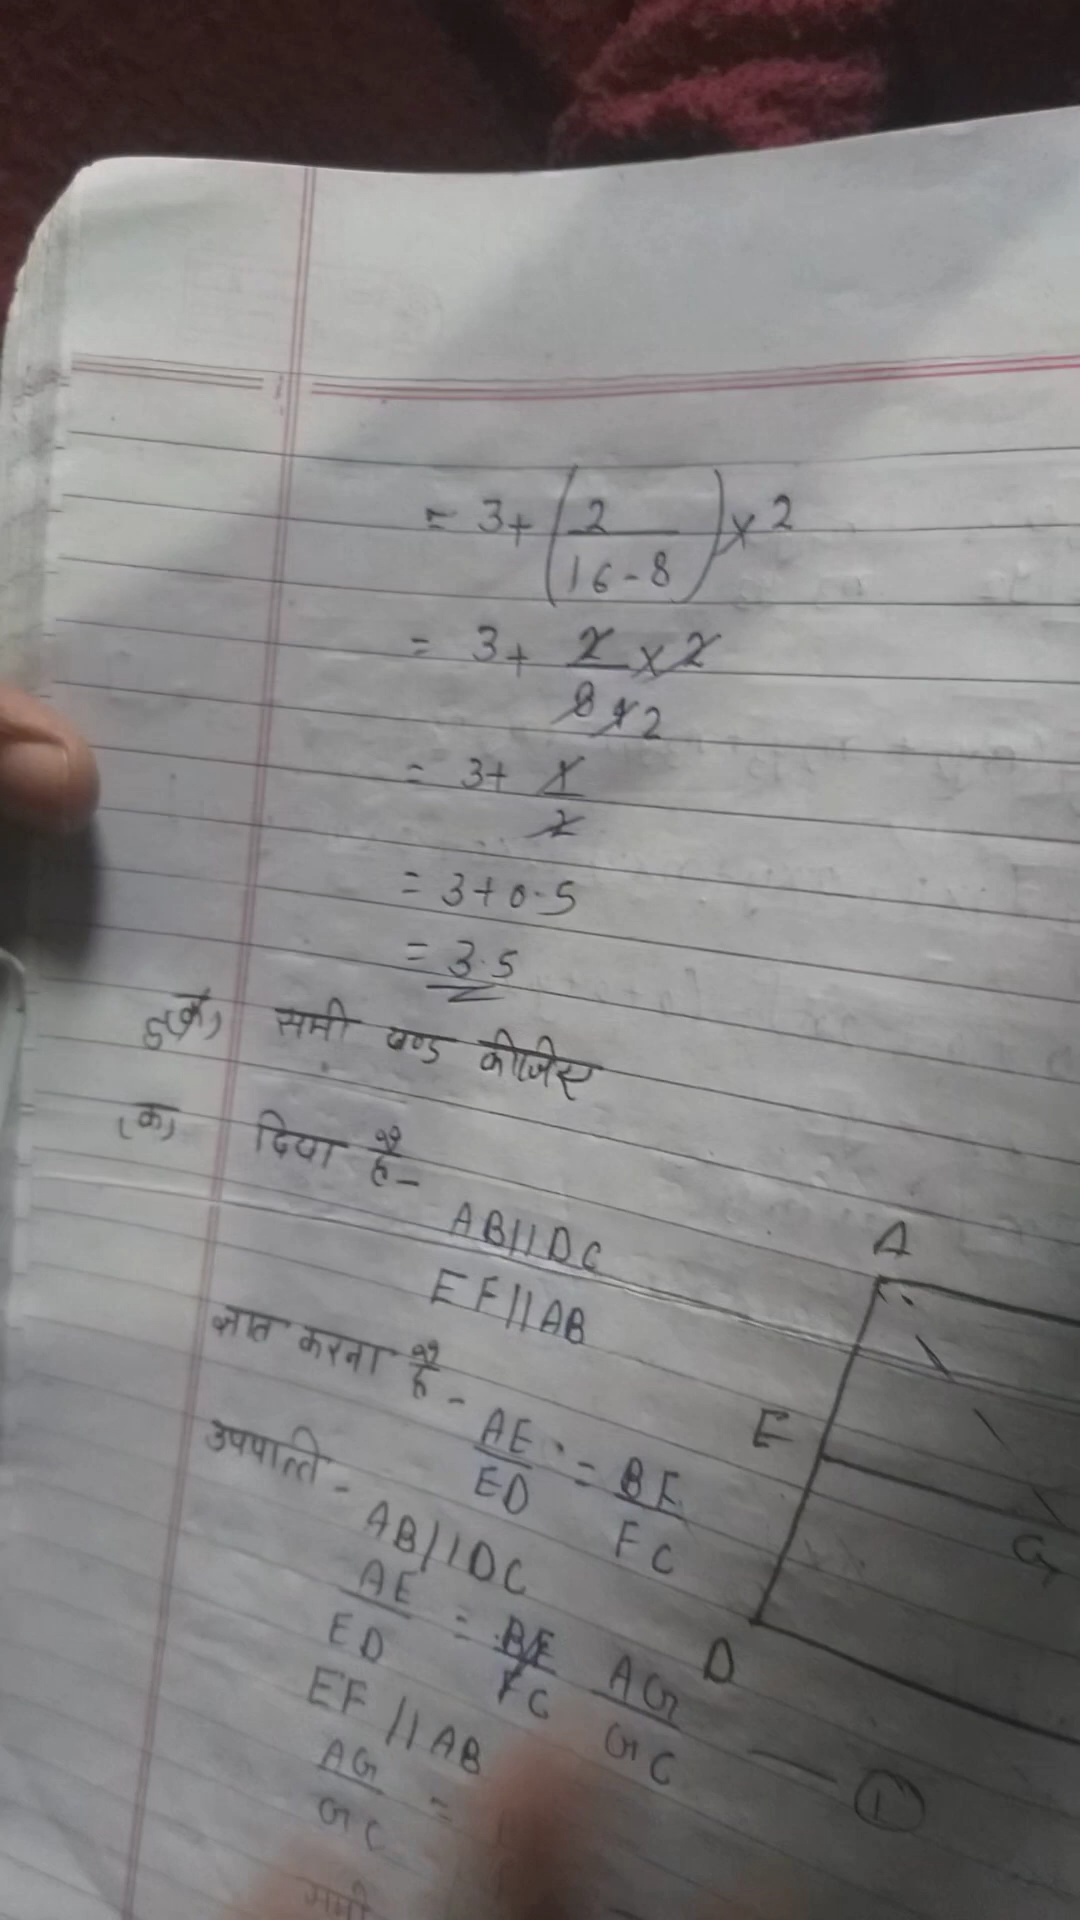 = 3+(2/16-8)×2
= 3+ 2×2/8×2
= 3+ 1/2
= 3+0.5
= 3.5
(क) सभी खण्ड कीजिए
(क) दिया है-
AB||DC
EF||AB
ज्ञात करना है - AE/ED = BF/FC
उपपत्ति -
AB||DC
AE/ED = BF/FC AG/GC — ①
EF || AB
AG/GC =
A
E
G
D